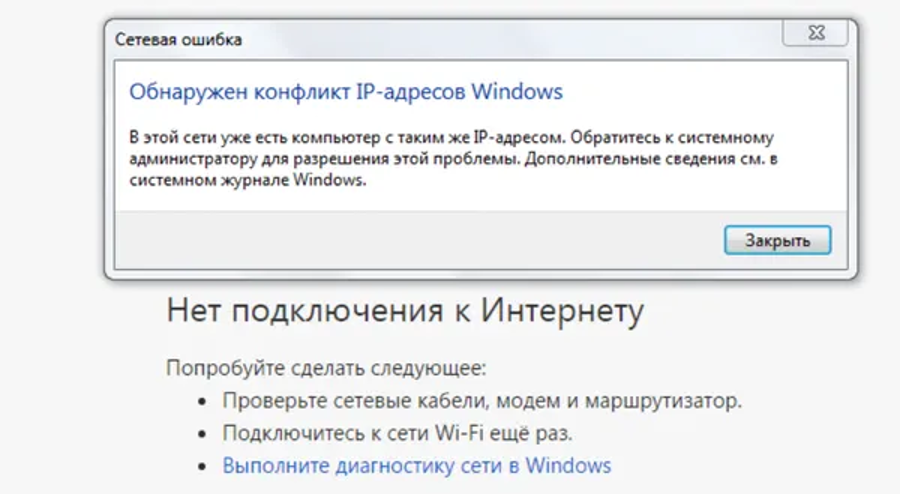 Сетевая ошибка
Обнаружен конфликт IP-адресов Windows
В этой сети уже есть компьютер с таким же IP-адресом. Обратитесь к системному
администратору для разрешения этой проблемы. Дополнительные сведения см. в
системном журнале Windows.
Закрыть
Нет подключения к Интернету
Попробуйте сделать следующее:
• Проверьте сетевые кабели, модем и маршрутизатор.
• Подключитесь к сети Wi-Fi ещё раз.
• Выполните диагностику сети в Windows